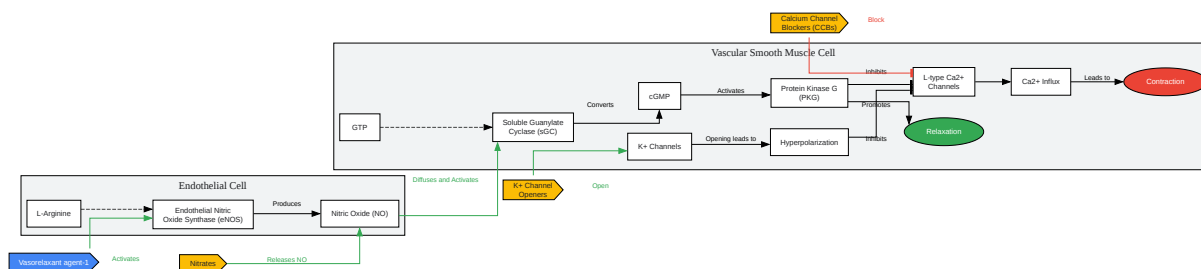 Calcium Channel
Blockers (CCBs)
Block
Vascular Smooth Muscle Cell
Inhibits
L-type Ca2+
Channels
Ca2+ Influx
Leads to
Contraction
cGMP
Activates
Protein Kinase G
(PKG)
Converts
Promotes
GTP
Soluble Guanylate
Cyclase (sGC)
Relaxation
K+ Channels
Opening leads to
Hyperpolarization
Inhibits
Diffuses and Activates
K+ Channel
Openers
Open
Endothelial Cell
L-Arginine
Endothelial Nitric
Oxide Synthase (eNOS)
Produces
Nitric Oxide (NO)
Vasorelaxant agent-1
Activates
Nitrates
Releases NO